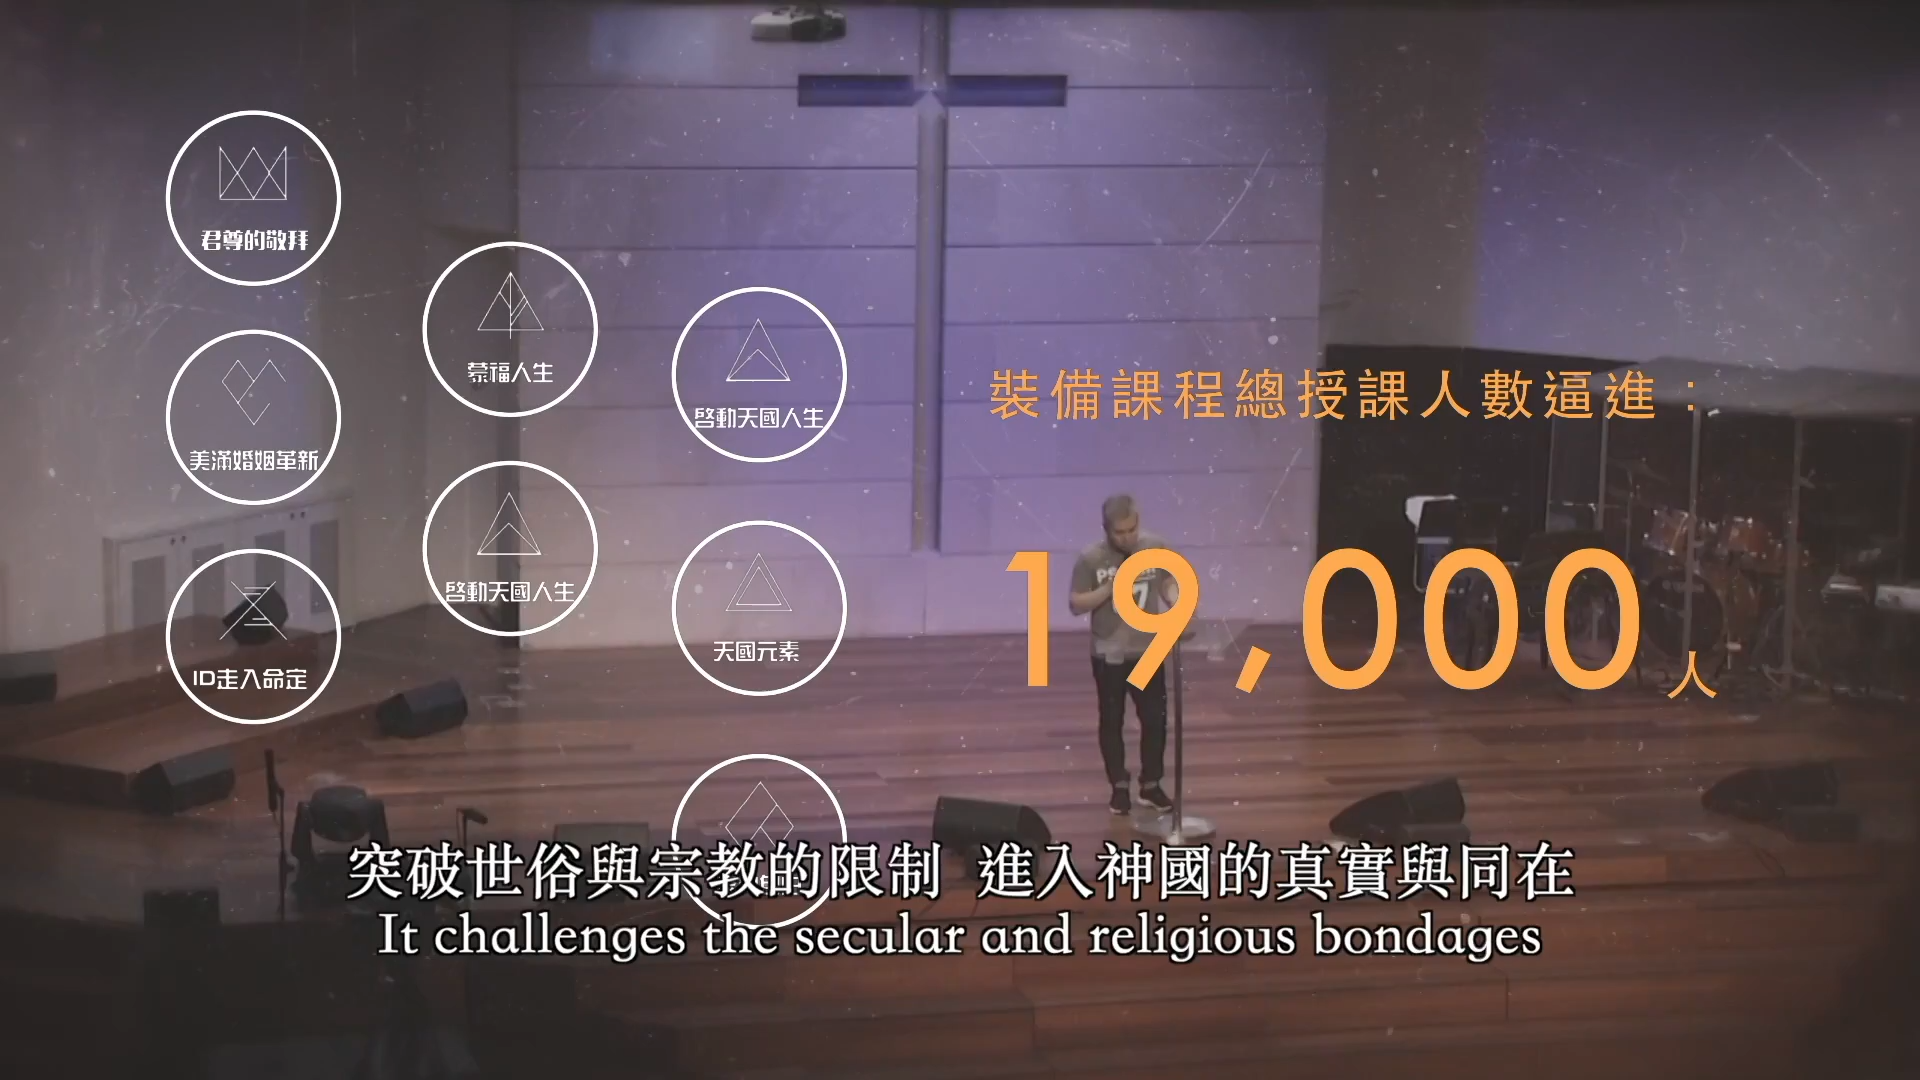 君尊的敬拜
慕福人生
啓動天國人生
美滿婚姻革新
啓動天國人生
天國元素
ID走入命定
裝備課程總授課人數逼進：
19,000人
突破世俗與宗教的限制 進入神國的真實與同在
It challenges the secular and religious bondages